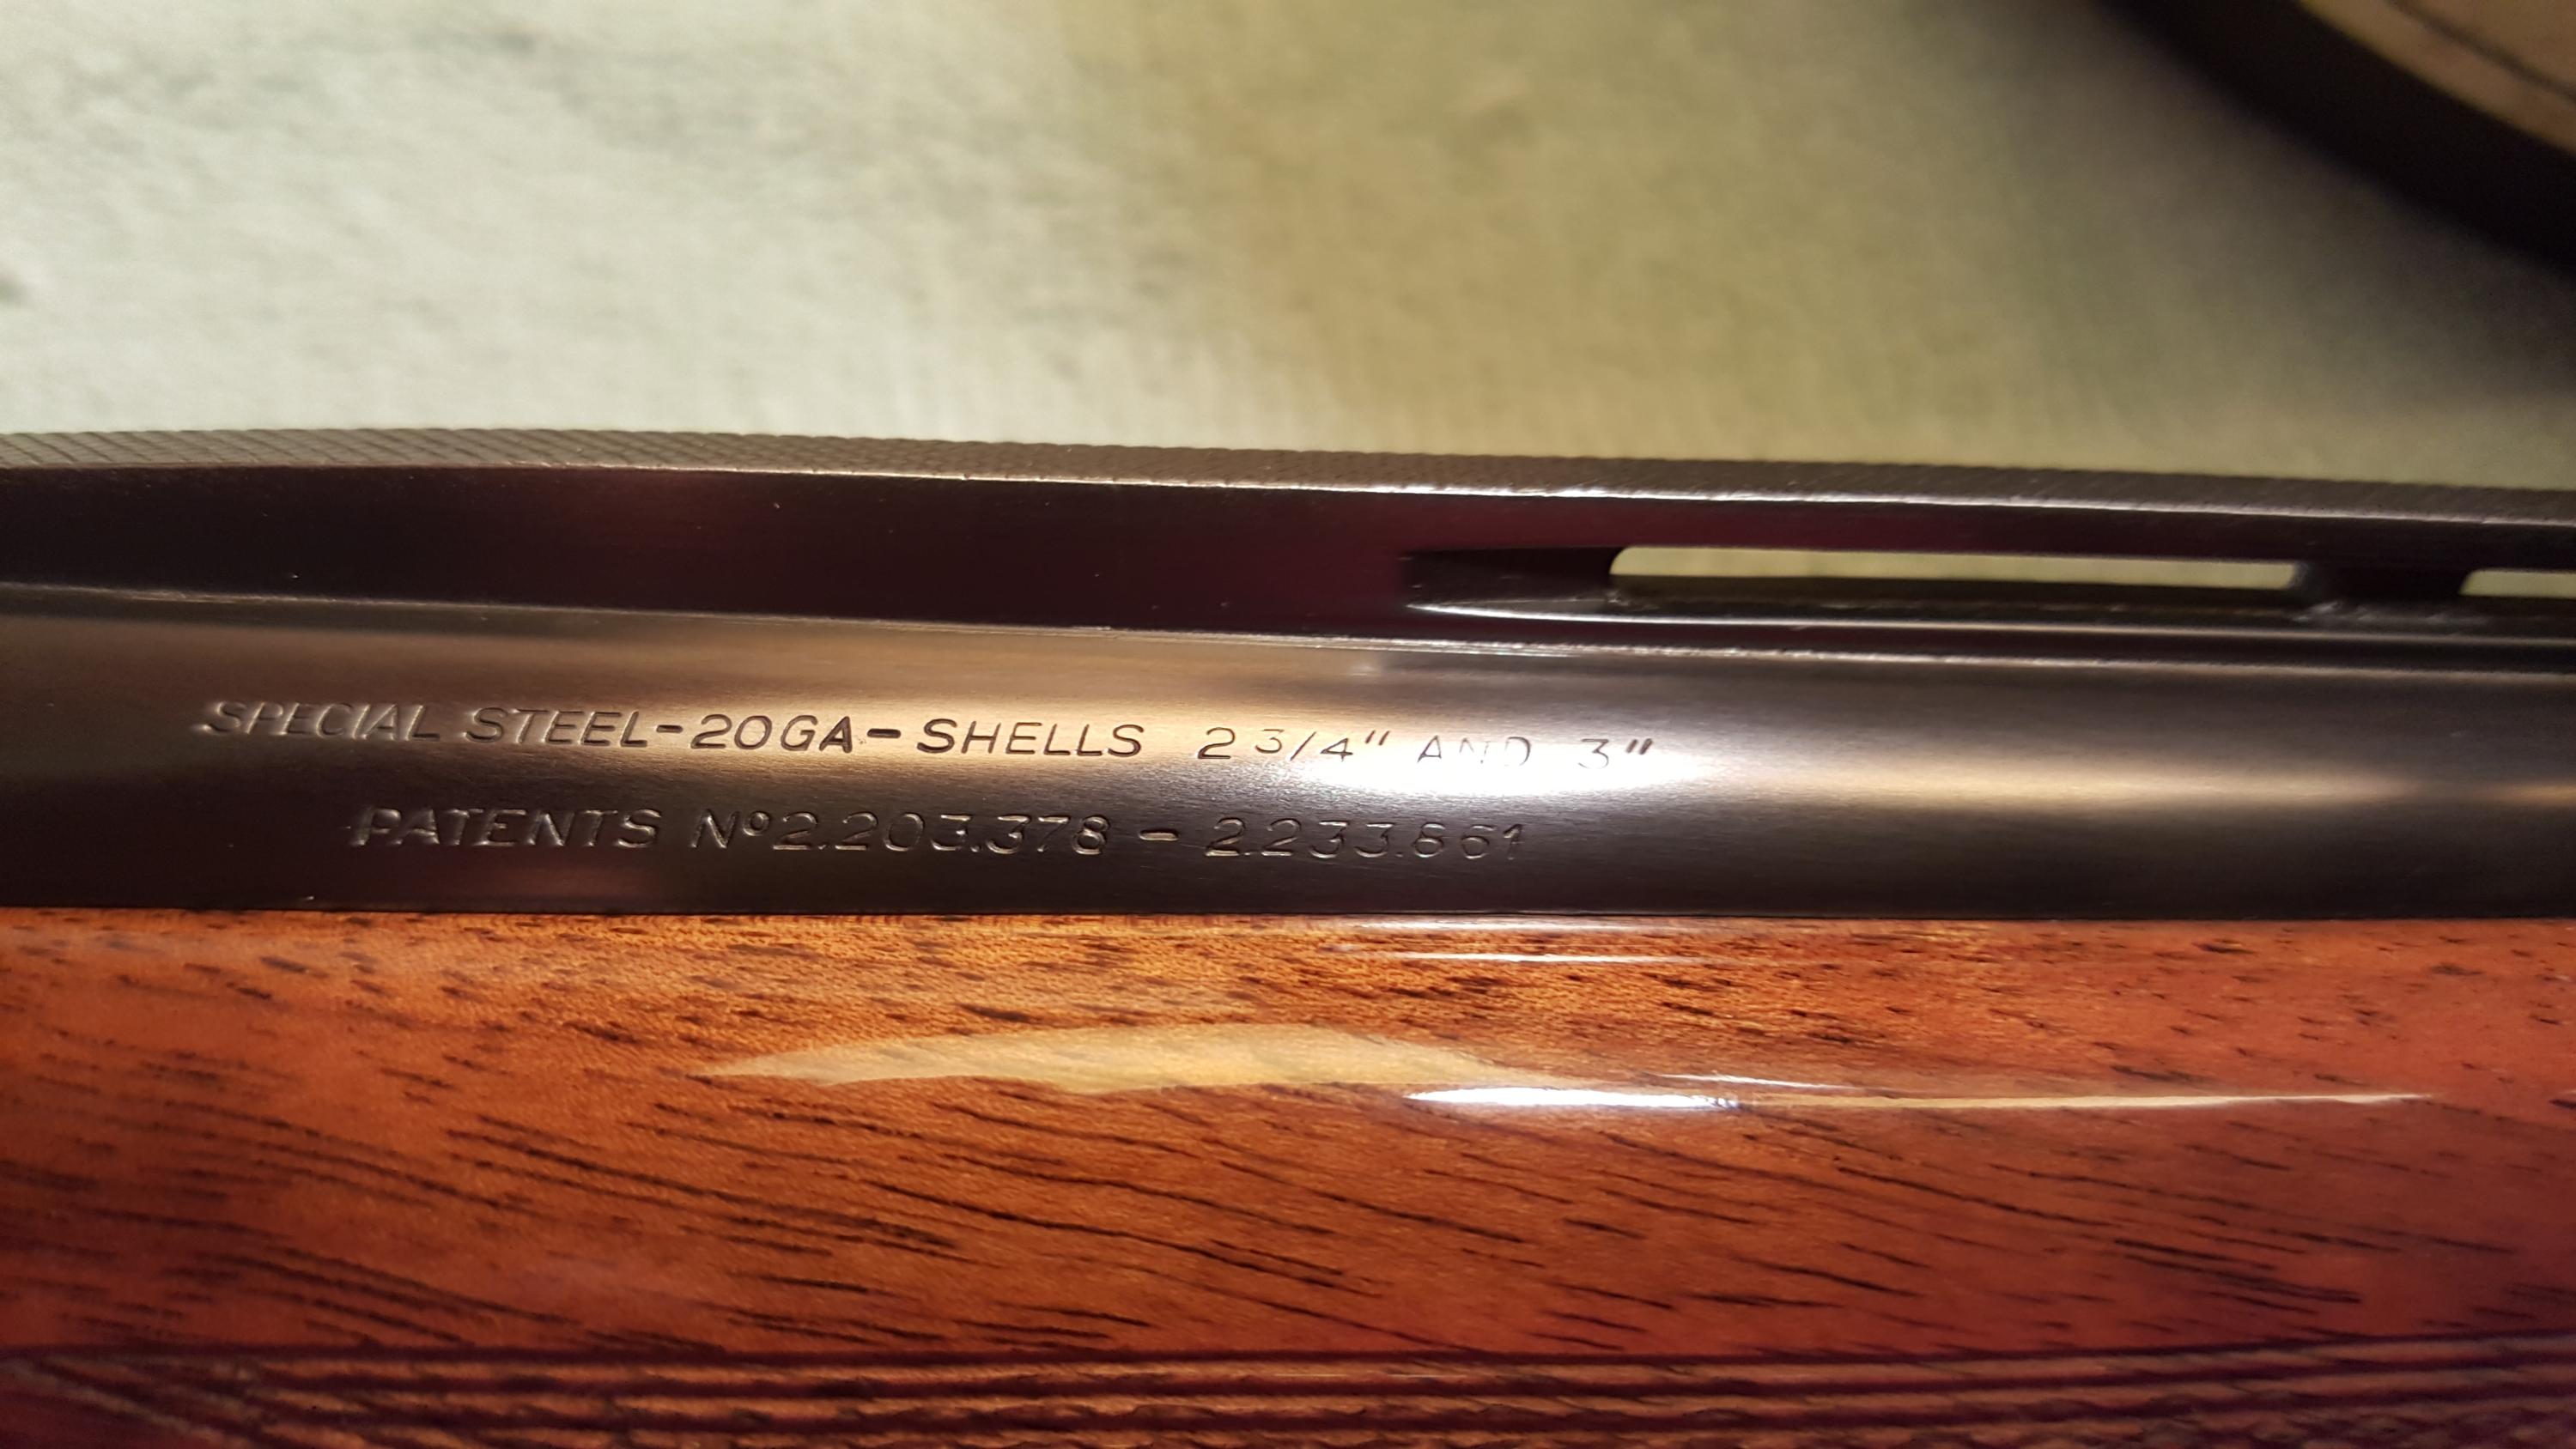 SPECIAL STEEL-20GA-SHELLS 2 3/4" AND 3"
PATENTS Nº2.203.378 - 2.233.861